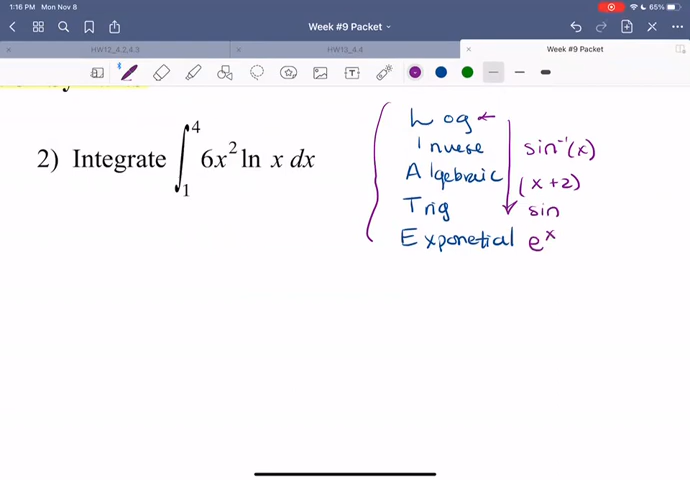 1:16 PM Mon Nov 8
65%
Week #9 Packet
HW12_4.2,4.3
HW13_4.4
Week #9 Packet
2) Integrate ∫₁⁴ 6x² ln x dx
Log ←
Invese sin⁻¹(x)
Algebraic (x+2)
Trig sin
Exponetial eˣ